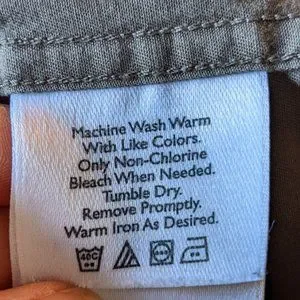 Machine Wash Warm
With Like Colors.
Only Non-Chlorine
Bleach When Needed.
Tumble Dry.
Remove Promptly.
Warm Iron As Desired.
40C